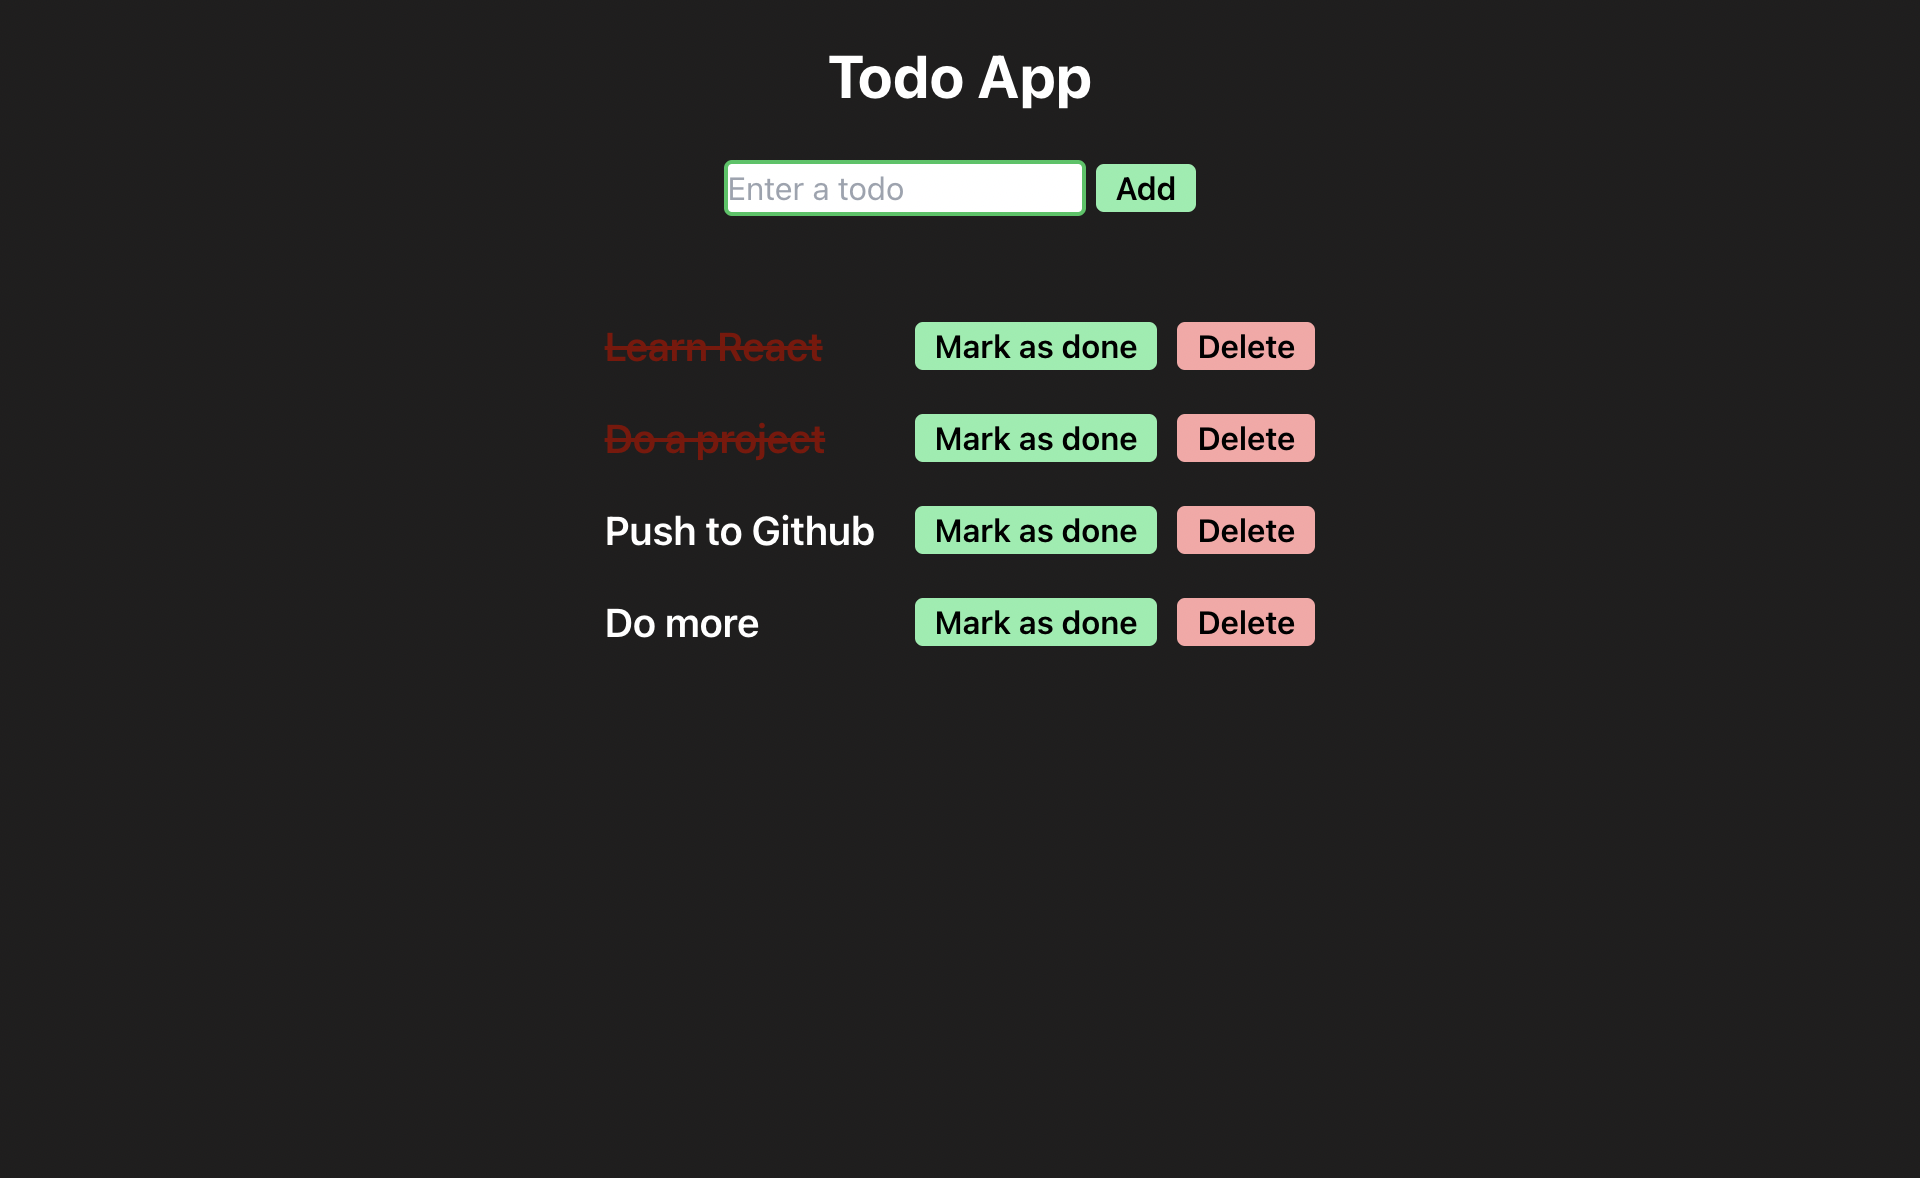 Todo App
Enter a todo Add
Learn React Mark as done Delete
Do a project Mark as done Delete
Push to Github Mark as done Delete
Do more Mark as done Delete